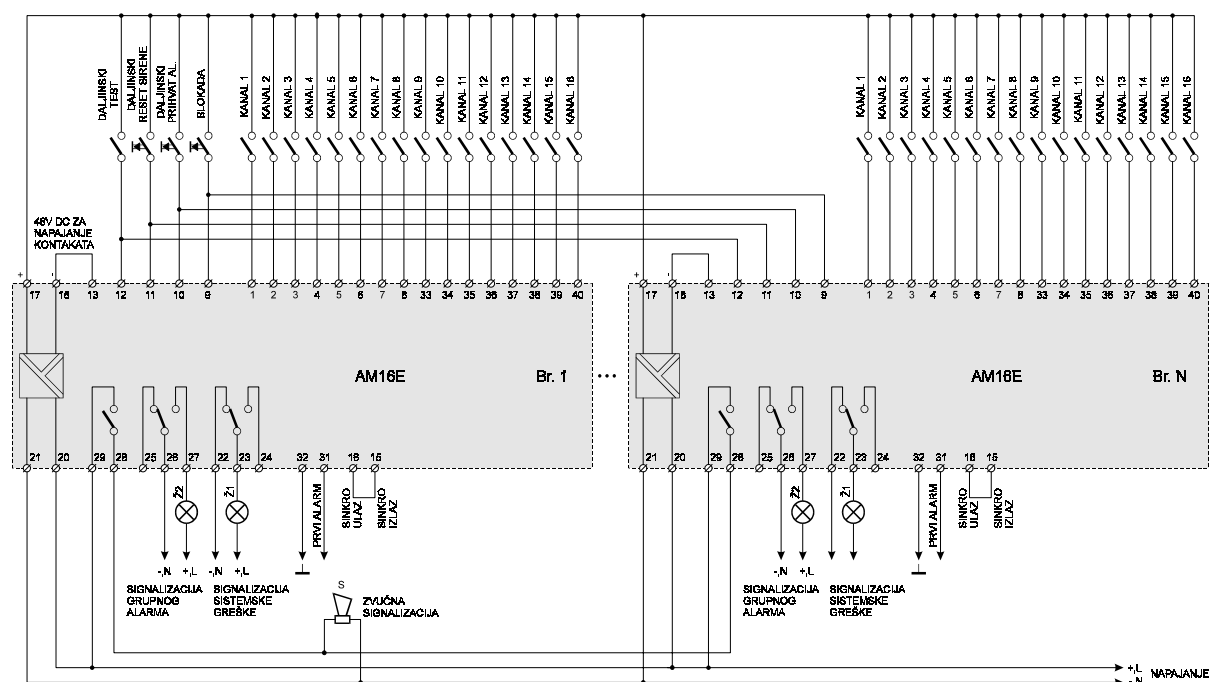 DALJINSKI
TEST
DALJINSKI
RESET SIRENE
DALJINSKI
PRIHVAT AL.
BLOKADA
KANAL 1
KANAL 2
KANAL 3
KANAL 4
KANAL 5
KANAL 6
KANAL 7
KANAL 8
KANAL 9
KANAL 10
KANAL 11
KANAL 12
KANAL 13
KANAL 14
KANAL 15
KANAL 16
KANAL 1
KANAL 2
KANAL 3
KANAL 4
KANAL 5
KANAL 6
KANAL 7
KANAL 8
KANAL 9
KANAL 10
KANAL 11
KANAL 12
KANAL 13
KANAL 14
KANAL 15
KANAL 16
48V DC ZA
NAPAJANJE
KONTAKATA
+ - + -
17 16 13 12 11 10 9 1 2 3 4 5 6 7 8 33 34 35 36 37 38 39 40
17 16 13 12 11 10 9 1 2 3 4 5 6 7 8 33 34 35 36 37 38 39 40
AM16E Br. 1 ... AM16E Br. N
21 20 29 28 25 26 27 22 23 24 32 31 18 15
21 20 29 28 25 26 27 22 23 24 32 31 18 15
Ž2
Ž1
PRVI ALARM
SINKRO
ULAZ
SINKRO
IZLAZ
Ž2
Ž1
PRVI ALARM
SINKRO
ULAZ
SINKRO
IZLAZ
-,N +,L -,N +,L
-,N +,L
SIGNALIZACIJA
GRUPNOG
ALARMA
SIGNALIZACIJA
SISTEMSKE
GREŠKE
SIGNALIZACIJA
GRUPNOG
ALARMA
SIGNALIZACIJA
SISTEMSKE
GREŠKE
S
ZVUČNA
SIGNALIZACIJA
+,L
-,N
NAPAJANJE